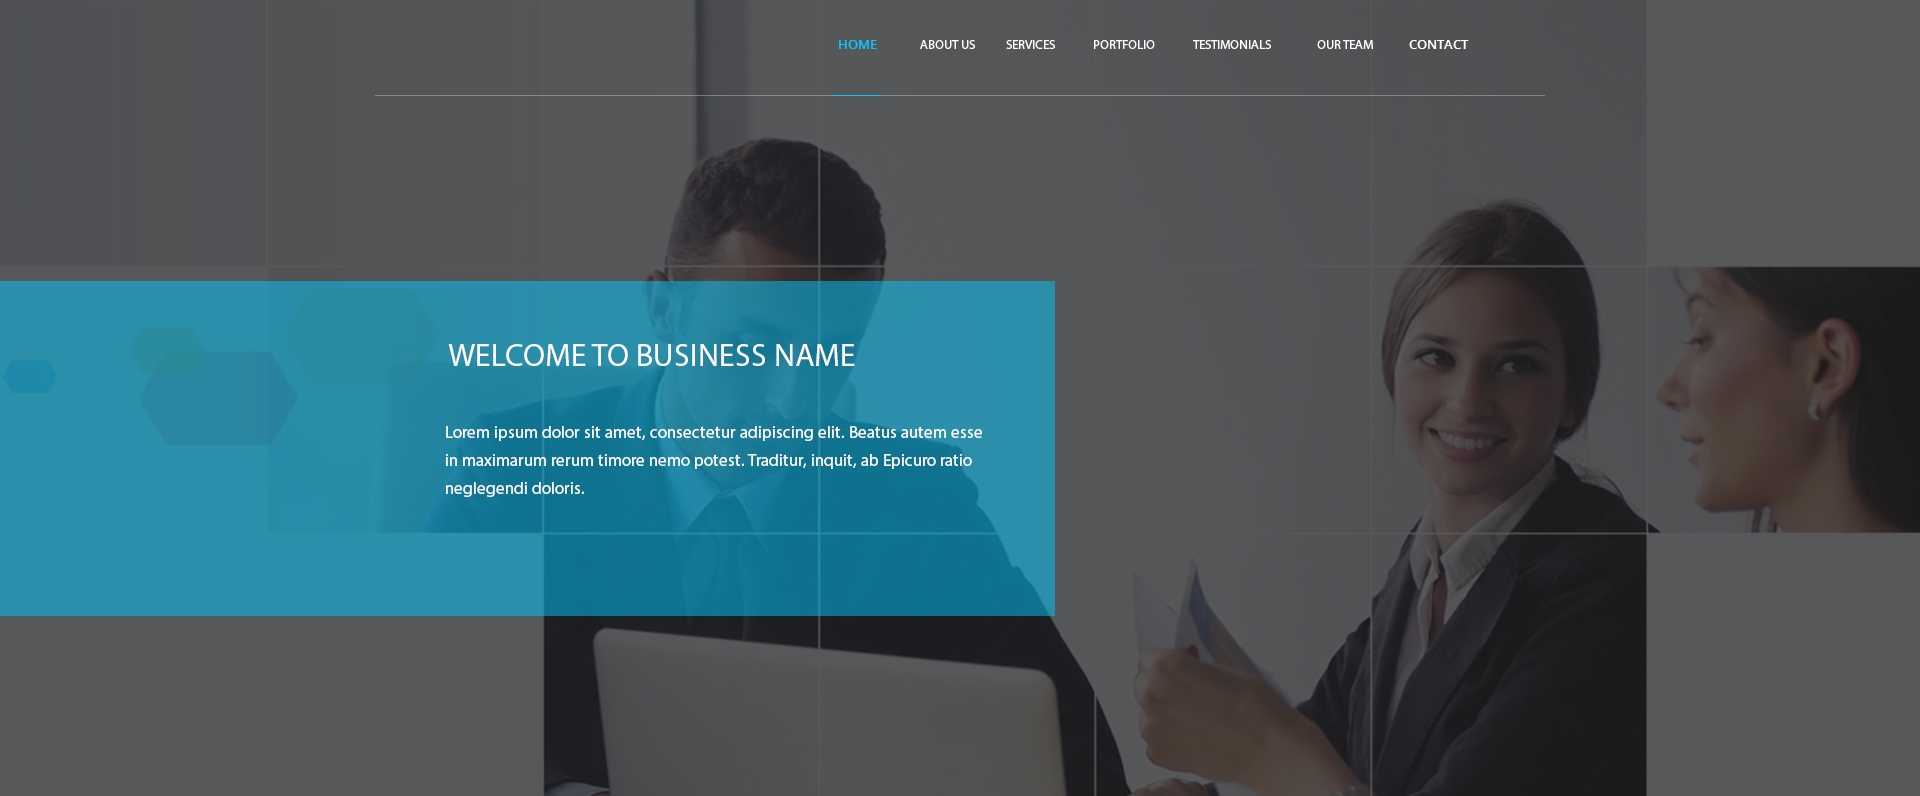 HOME ABOUT US SERVICES PORTFOLIO TESTIMONIALS OUR TEAM CONTACT
WELCOME TO BUSINESS NAME
Lorem ipsum dolor sit amet, consectetur adipiscing elit. Beatus autem esse
in maximarum rerum timore nemo potest. Traditur, inquit, ab Epicuro ratio
neglegendi doloris.